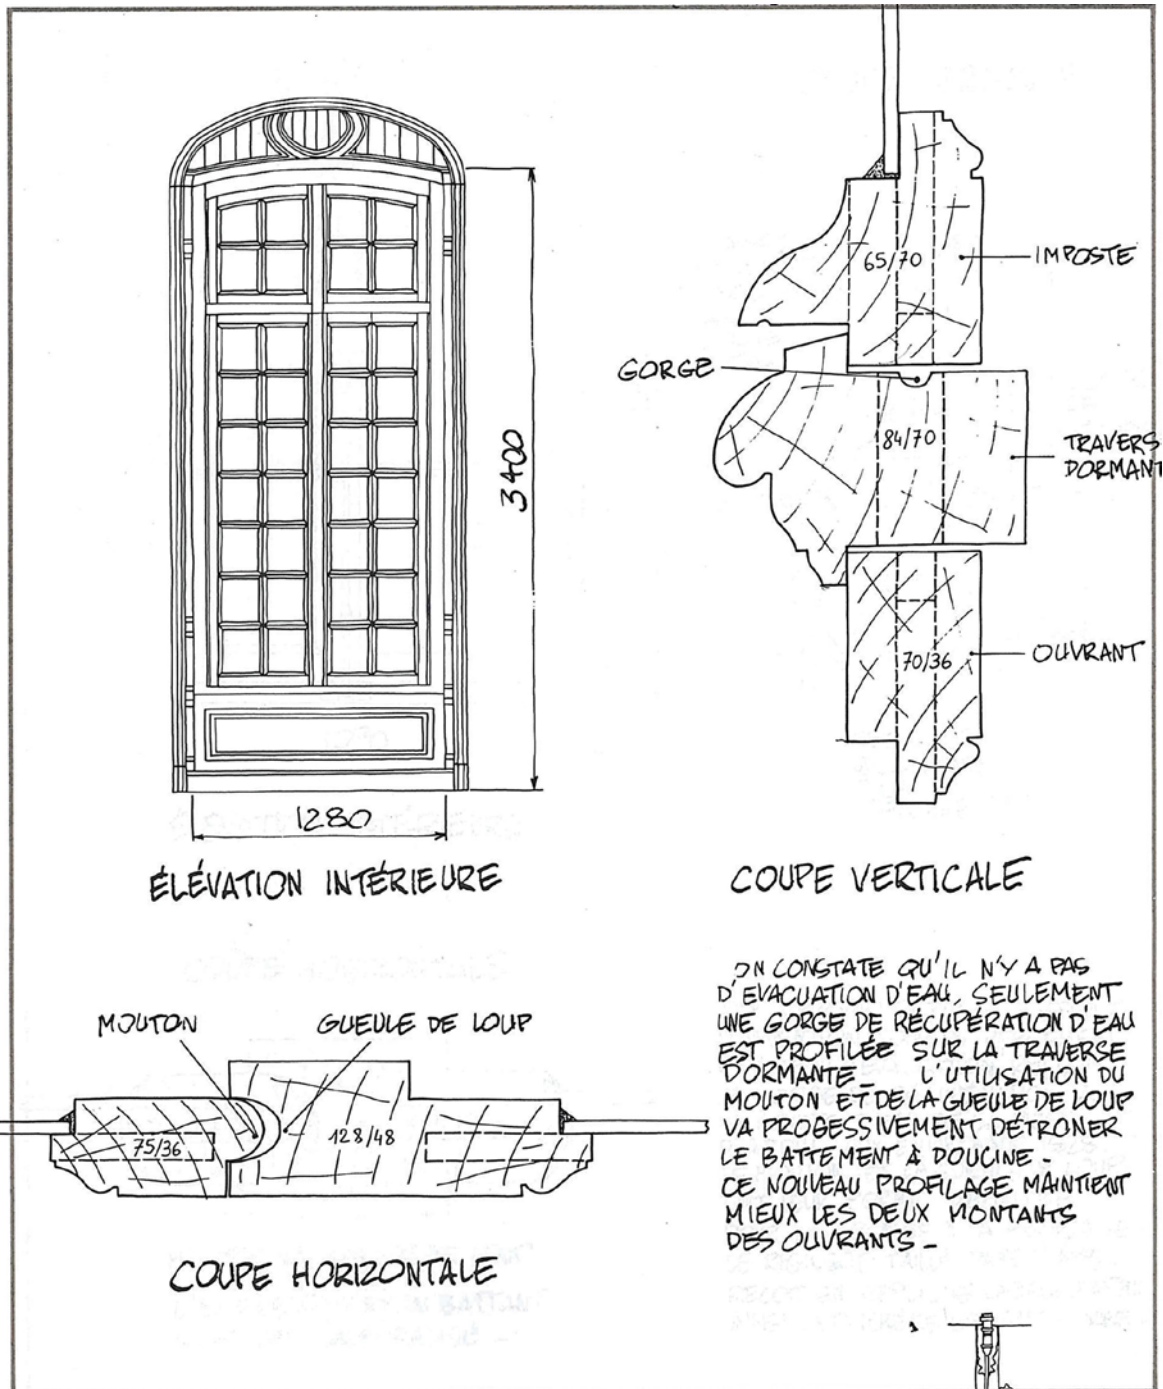 3400
1280
ÉLÉVATION INTÉRIEURE
65/70
IMPOSTE
GORGE
84/70
TRAVERS
DORMANT
70/36
OUVRANT
COUPE VERTICALE
MOUTON
GUEULE DE LOUP
75/36
128/48
COUPE HORIZONTALE
ON CONSTATE QU'IL N'Y A PAS
D'EVACUATION D'EAU, SEULEMENT
UNE GORGE DE RÉCUPÉRATION D'EAU
EST PROFILÉE SUR LA TRAVERSE
DORMANTE_ L'UTILISATION DU
MOUTON ET DE LA GUEULE DE LOUP
VA PROGESSIVEMENT DÉTRONER
LE BATTEMENT À DOUCINE -
CE NOUVEAU PROFILAGE MAINTIENT
MIEUX LES DEUX MONTANTS
DES OUVRANTS _